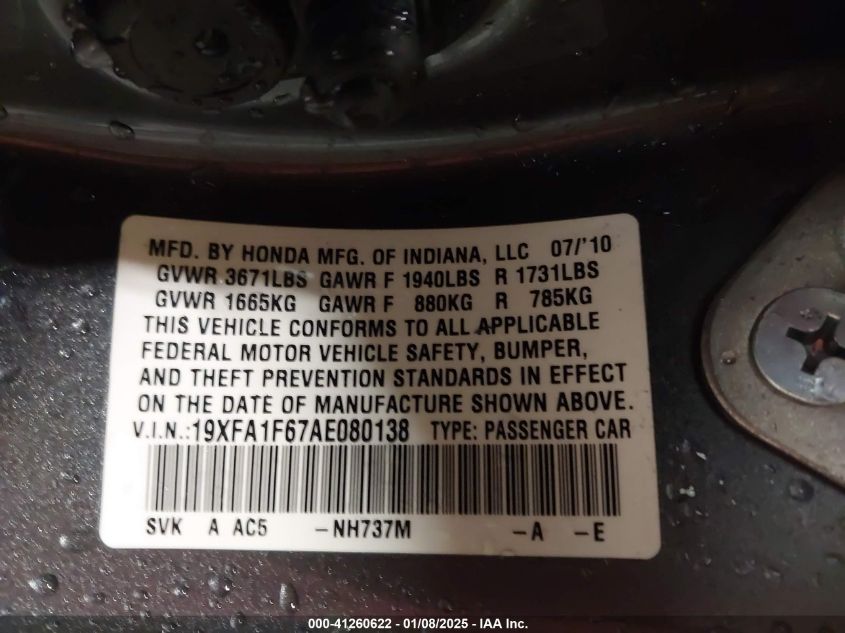 MFD. BY HONDA MFG. OF INDIANA, LLC 07/'10
GVWR 3671LBS GAWR F 1940LBS R 1731LBS
GVWR 1665KG GAWR F 880KG R 785KG
THIS VEHICLE CONFORMS TO ALL APPLICABLE
FEDERAL MOTOR VEHICLE SAFETY, BUMPER,
AND THEFT PREVENTION STANDARDS IN EFFECT
ON THE DATE OF MANUFACTURE SHOWN ABOVE.
V.I.N.:19XFA1F67AE080138 TYPE: PASSENGER CAR
SVK A AC5 -NH737M -A -E
000-41260622 - 01/08/2025 - IAA Inc.